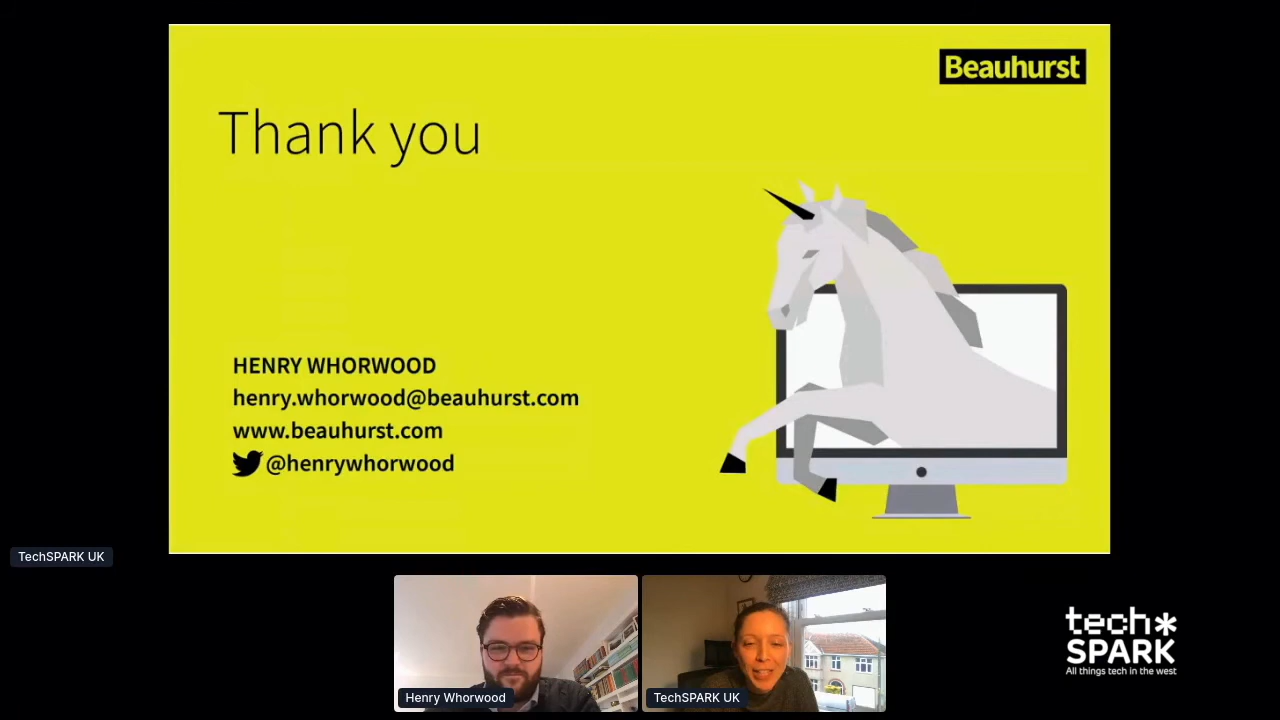 Beauhurst
Thank you
HENRY WHORWOOD
henry.whorwood@beauhurst.com
www.beauhurst.com
@henrywhorwood
TechSPARK UK
Henry Whorwood
TechSPARK UK
tech*
SPARK
All things tech in the west